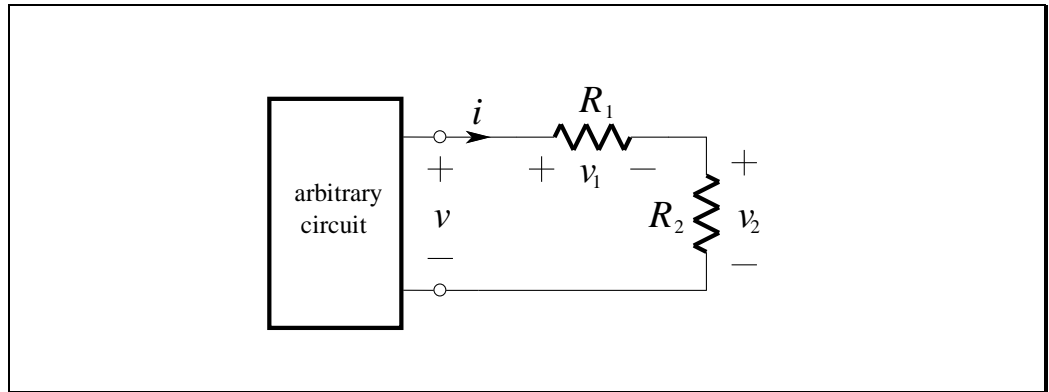 R₁
i
+ v₁ −
+ v −
arbitrary
circuit
R₂
+ v₂ −